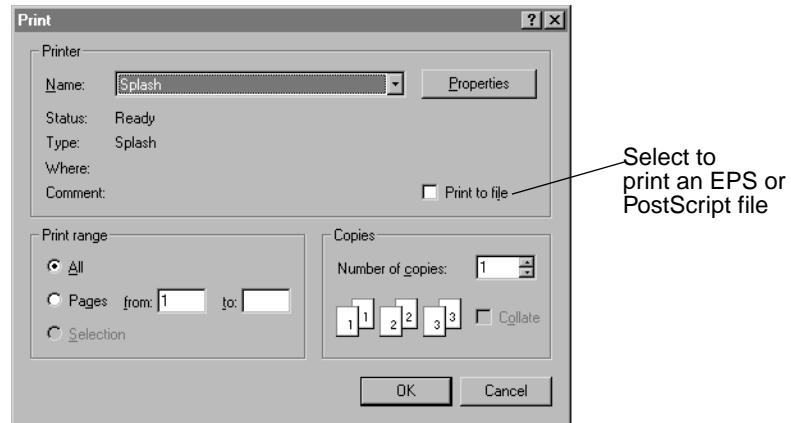 Print
Printer
Name: Splash Properties
Status: Ready
Type: Splash
Where:
Comment: Print to file
Select to
print an EPS or
PostScript file
Print range
All
Pages from: 1 to:
Selection
Copies
Number of copies: 1
1 1 2 2 3 3 Collate
OK Cancel